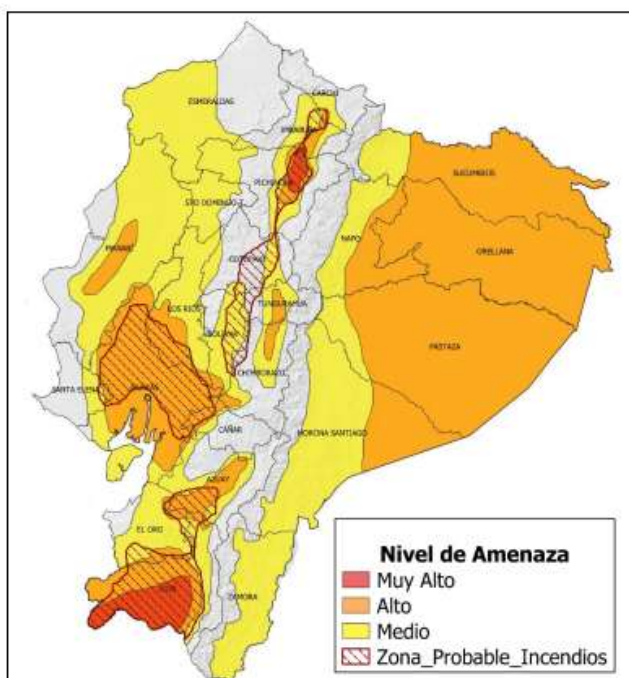 CARCHI
ESMERALDAS
IMBABURA
SUCUMBIOS
PICHINCHA
STO DOMINGO T.
NAPO
ORELLANA
COTOPAXI
MANABI
TUNGURAHUA
LOS RIOS
BOLIVAR
PASTAZA
CHIMBORAZO
SANTA ELENA
GUAYAS
CAÑAR
MORONA SANTIAGO
AZUAY
EL ORO
LOJA
ZAMORA
Nivel de Amenaza
Muy Alto
Alto
Medio
Zona_Probable_Incendios